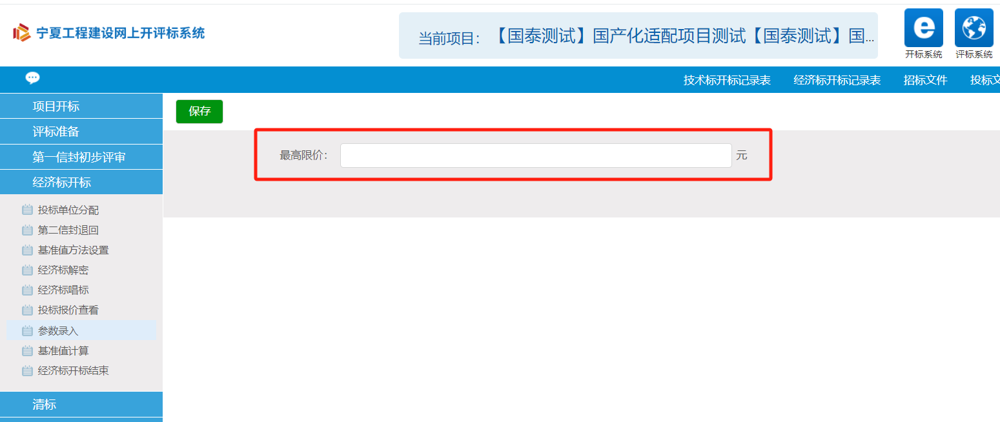 宁夏工程建设网上开评标系统
当前项目：【国泰测试】国产化适配项目测试【国泰测试】国...
开标系统
评标系统
技术标开标记录表
经济标开标记录表
招标文件
投标文
项目开标
评标准备
第一信封初步评审
经济标开标
投标单位分配
第二信封退回
基准值方法设置
经济标解密
经济标唱标
投标报价查看
参数录入
基准值计算
经济标开标结束
清标
保存
最高限价： 元